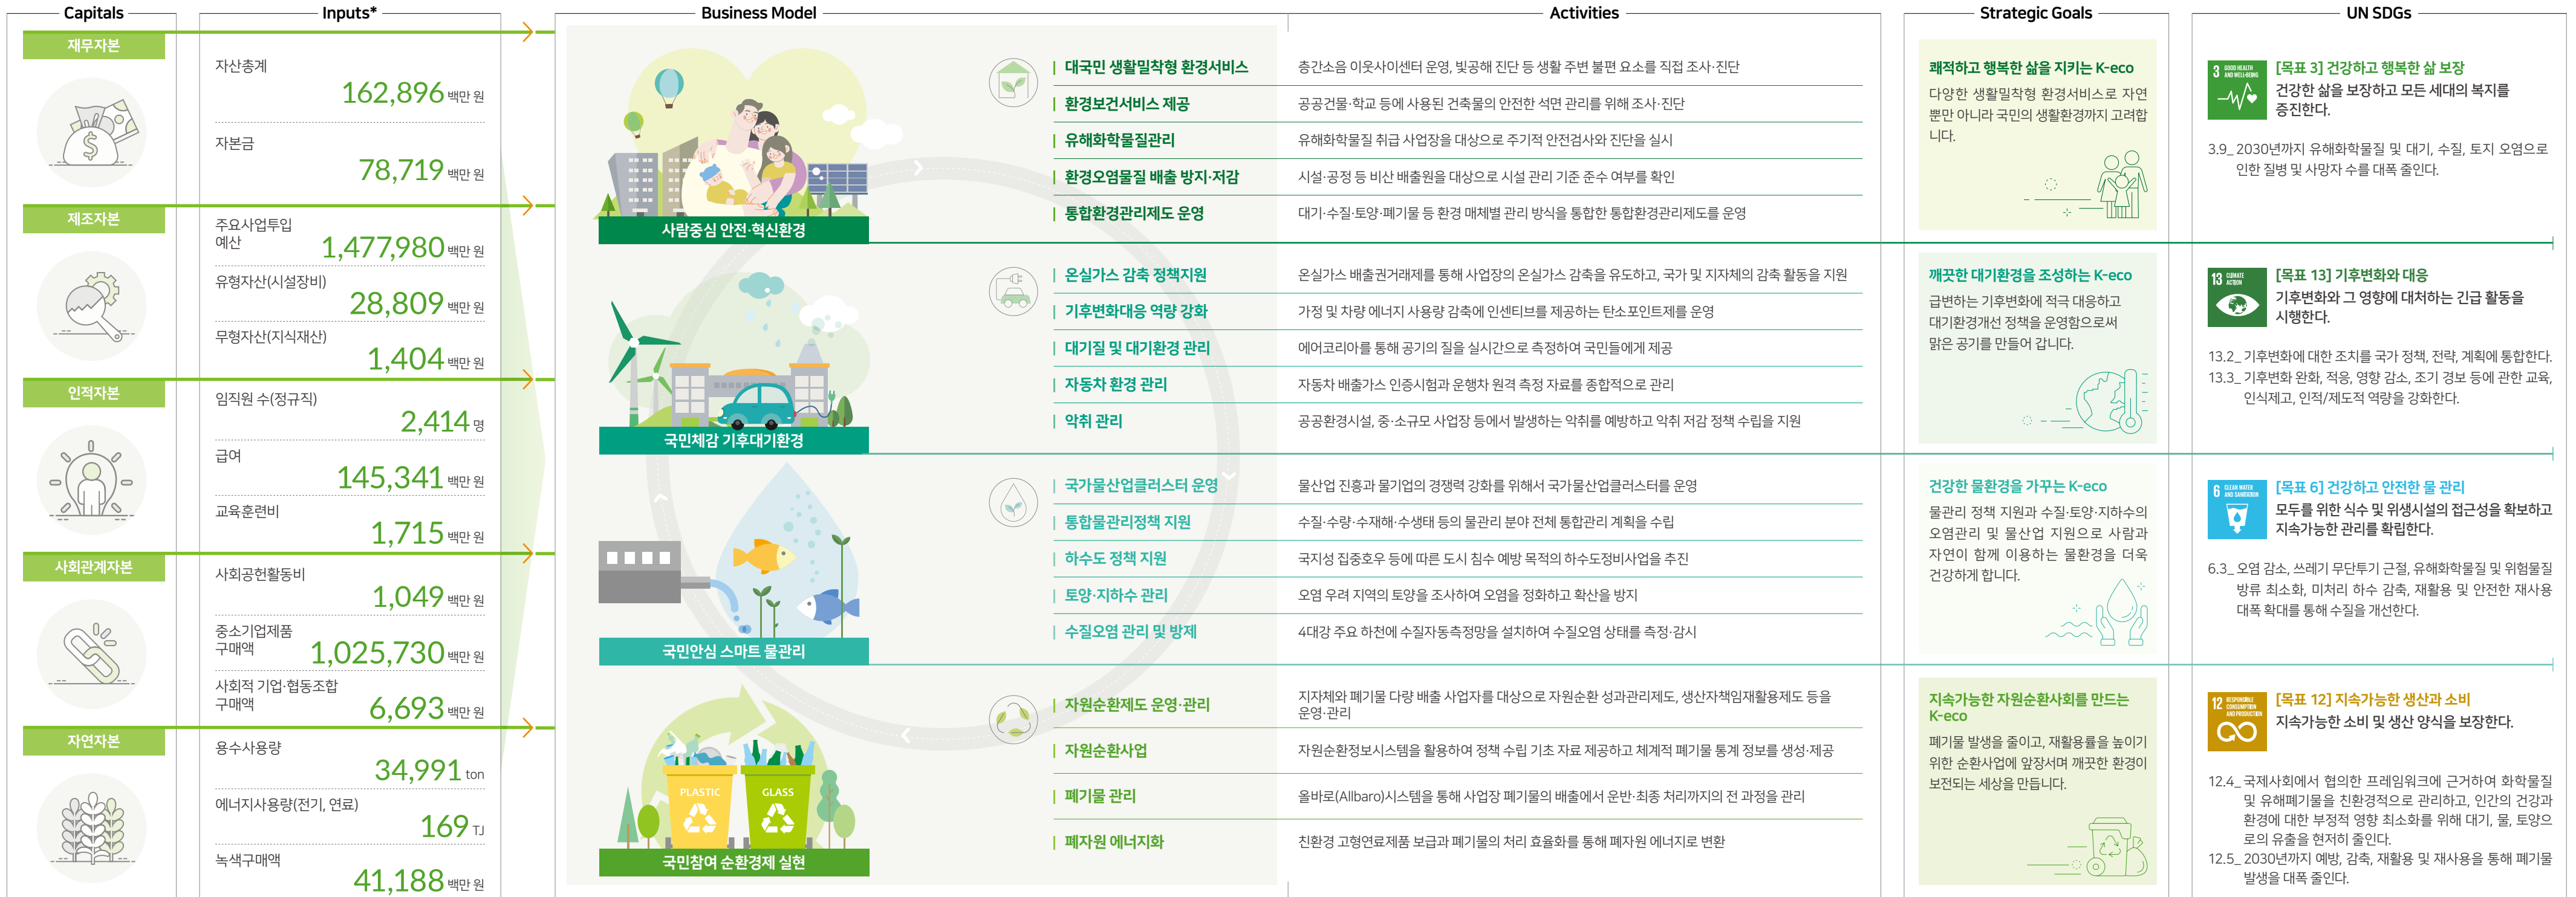 Capitals
Inputs*
Business Model
Activities
Strategic Goals
UN SDGs
재무자본
자산총계
162,896 백만 원
자본금
78,719 백만 원
제조자본
주요사업투입
예산
1,477,980 백만 원
유형자산(시설장비)
28,809 백만 원
무형자산(지식재산)
1,404 백만 원
인적자본
임직원 수(정규직)
2,414 명
급여
145,341 백만 원
교육훈련비
1,715 백만 원
사회관계자본
사회공헌활동비
1,049 백만 원
중소기업제품
구매액
1,025,730 백만 원
사회적 기업·협동조합
구매액
6,693 백만 원
자연자본
용수사용량
34,991 ton
에너지사용량(전기, 연료)
169 TJ
녹색구매액
41,188 백만 원
사람중심 안전·혁신환경
대국민 생활밀착형 환경서비스
층간소음 이웃사이센터 운영, 빛공해 진단 등 생활 주변 불편 요소를 직접 조사·진단
환경보건서비스 제공
공공건물·학교 등에 사용된 건축물의 안전한 석면 관리를 위해 조사·진단
유해화학물질관리
유해화학물질 취급 사업장을 대상으로 주기적 안전검사와 진단을 실시
환경오염물질 배출 방지·저감
시설·공정 등 비산 배출원을 대상으로 시설 관리 기준 준수 여부를 확인
통합환경관리제도 운영
대기·수질·토양·폐기물 등 환경 매체별 관리 방식을 통합한 통합환경관리제도를 운영
쾌적하고 행복한 삶을 지키는 K-eco
다양한 생활밀착형 환경서비스로 자연
뿐만 아니라 국민의 생활환경까지 고려합
니다.
3 GOOD HEALTH
AND WELL-BEING
[목표 3] 건강하고 행복한 삶 보장
건강한 삶을 보장하고 모든 세대의 복지를
증진한다.
3.9_ 2030년까지 유해화학물질 및 대기, 수질, 토지 오염으로
인한 질병 및 사망자 수를 대폭 줄인다.
국민체감 기후대기환경
온실가스 감축 정책지원
온실가스 배출권거래제를 통해 사업장의 온실가스 감축을 유도하고, 국가 및 지자체의 감축 활동을 지원
기후변화대응 역량 강화
가정 및 차량 에너지 사용량 감축에 인센티브를 제공하는 탄소포인트제를 운영
대기질 및 대기환경 관리
에어코리아를 통해 공기의 질을 실시간으로 측정하여 국민들에게 제공
자동차 환경 관리
자동차 배출가스 인증시험과 운행차 원격 측정 자료를 종합적으로 관리
악취 관리
공공환경시설, 중·소규모 사업장 등에서 발생하는 악취를 예방하고 악취 저감 정책 수립을 지원
깨끗한 대기환경을 조성하는 K-eco
급변하는 기후변화에 적극 대응하고
대기환경개선 정책을 운영함으로써
맑은 공기를 만들어 갑니다.
13 CLIMATE
ACTION
[목표 13] 기후변화와 대응
기후변화와 그 영향에 대처하는 긴급 활동을
시행한다.
13.2_ 기후변화에 대한 조치를 국가 정책, 전략, 계획에 통합한다.
13.3_ 기후변화 완화, 적응, 영향 감소, 조기 경보 등에 관한 교육,
인식제고, 인적/제도적 역량을 강화한다.
국민안심 스마트 물관리
국가물산업클러스터 운영
물산업 진흥과 물기업의 경쟁력 강화를 위해서 국가물산업클러스터를 운영
통합물관리정책 지원
수질·수량·수재해·수생태 등의 물관리 분야 전체 통합관리 계획을 수립
하수도 정책 지원
국지성 집중호우 등에 따른 도시 침수 예방 목적의 하수도정비사업을 추진
토양·지하수 관리
오염 우려 지역의 토양을 조사하여 오염을 정화하고 확산을 방지
수질오염 관리 및 방제
4대강 주요 하천에 수질자동측정망을 설치하여 수질오염 상태를 측정·감시
건강한 물환경을 가꾸는 K-eco
물관리 정책 지원과 수질·토양·지하수의
오염관리 및 물산업 지원으로 사람과
자연이 함께 이용하는 물환경을 더욱
건강하게 합니다.
6 CLEAN WATER
AND SANITATION
[목표 6] 건강하고 안전한 물 관리
모두를 위한 식수 및 위생시설의 접근성을 확보하고
지속가능한 관리를 확립한다.
6.3_ 오염 감소, 쓰레기 무단투기 근절, 유해화학물질 및 위험물질
방류 최소화, 미처리 하수 감축, 재활용 및 안전한 재사용
대폭 확대를 통해 수질을 개선한다.
PLASTIC
GLASS
국민참여 순환경제 실현
자원순환제도 운영·관리
지자체와 폐기물 다량 배출 사업자를 대상으로 자원순환 성과관리제도, 생산자책임재활용제도 등을
운영·관리
자원순환사업
자원순환정보시스템을 활용하여 정책 수립 기초 자료 제공하고 체계적 폐기물 통계 정보를 생성·제공
폐기물 관리
올바로(Allbaro)시스템을 통해 사업장 폐기물의 배출에서 운반·최종 처리까지의 전 과정을 관리
폐자원 에너지화
친환경 고형연료제품 보급과 폐기물의 처리 효율화를 통해 폐자원 에너지로 변환
지속가능한 자원순환사회를 만드는
K-eco
폐기물 발생을 줄이고, 재활용률을 높이기
위한 순환사업에 앞장서며 깨끗한 환경이
보전되는 세상을 만듭니다.
12 RESPONSIBLE
CONSUMPTION
AND PRODUCTION
[목표 12] 지속가능한 생산과 소비
지속가능한 소비 및 생산 양식을 보장한다.
12.4_ 국제사회에서 협의한 프레임워크에 근거하여 화학물질
및 유해폐기물을 친환경적으로 관리하고, 인간의 건강과
환경에 대한 부정적 영향 최소화를 위해 대기, 물, 토양으
로의 유출을 현저히 줄인다.
12.5_ 2030년까지 예방, 감축, 재활용 및 재사용을 통해 폐기물
발생을 대폭 줄인다.